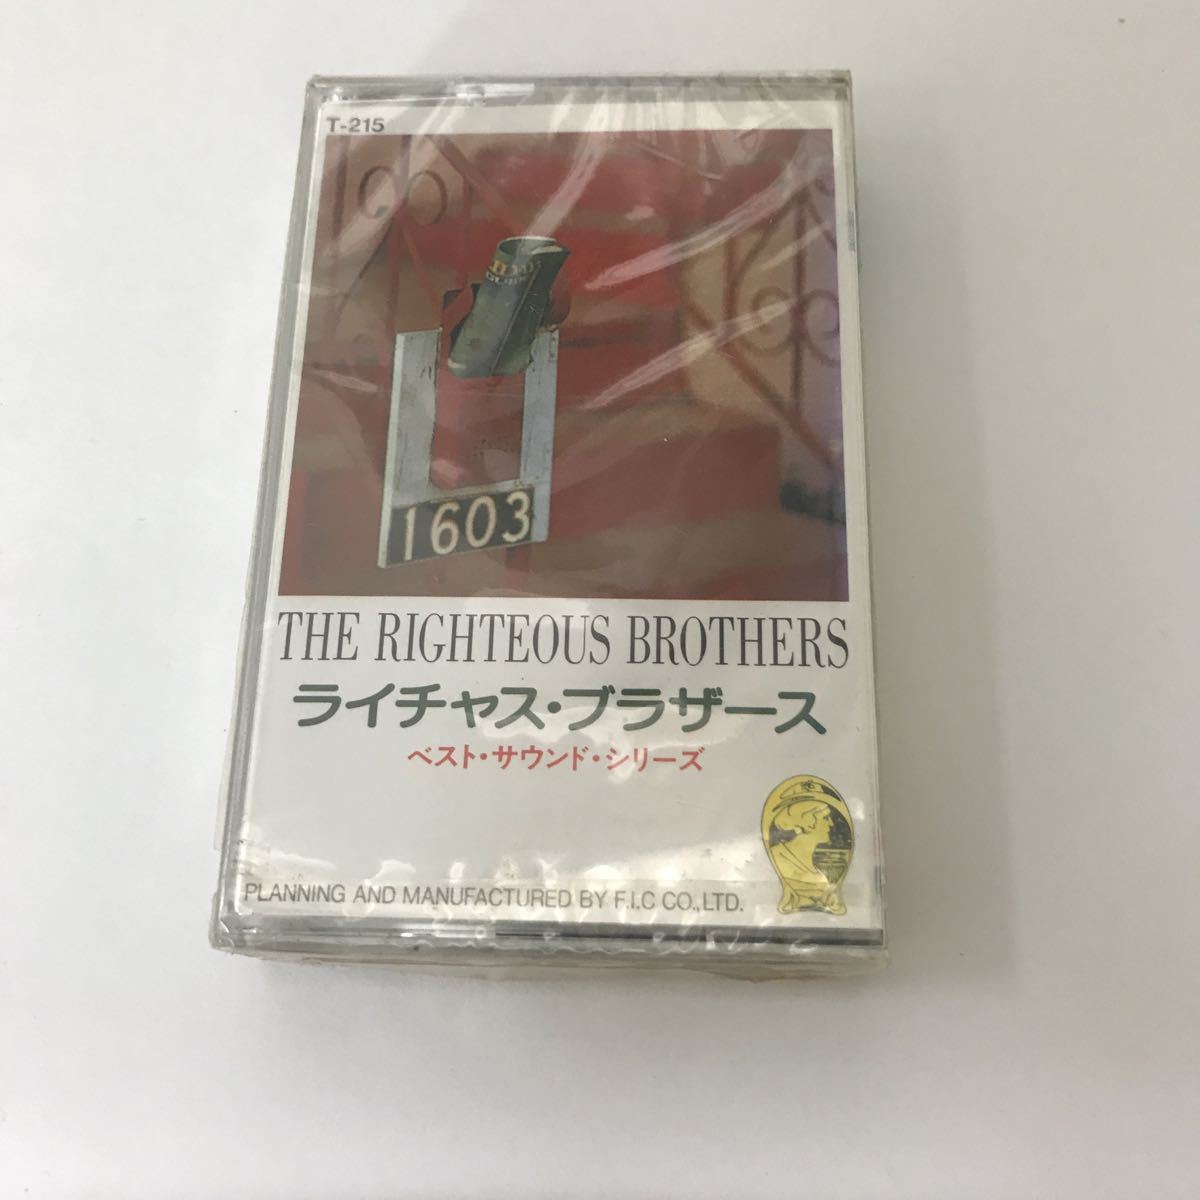 T-215
1603
THE RIGHTEOUS BROTHERS
ライチャス・ブラザース
ベスト・サウンド・シリーズ
PLANNING AND MANUFACTURED BY F.I.C CO.,LTD.